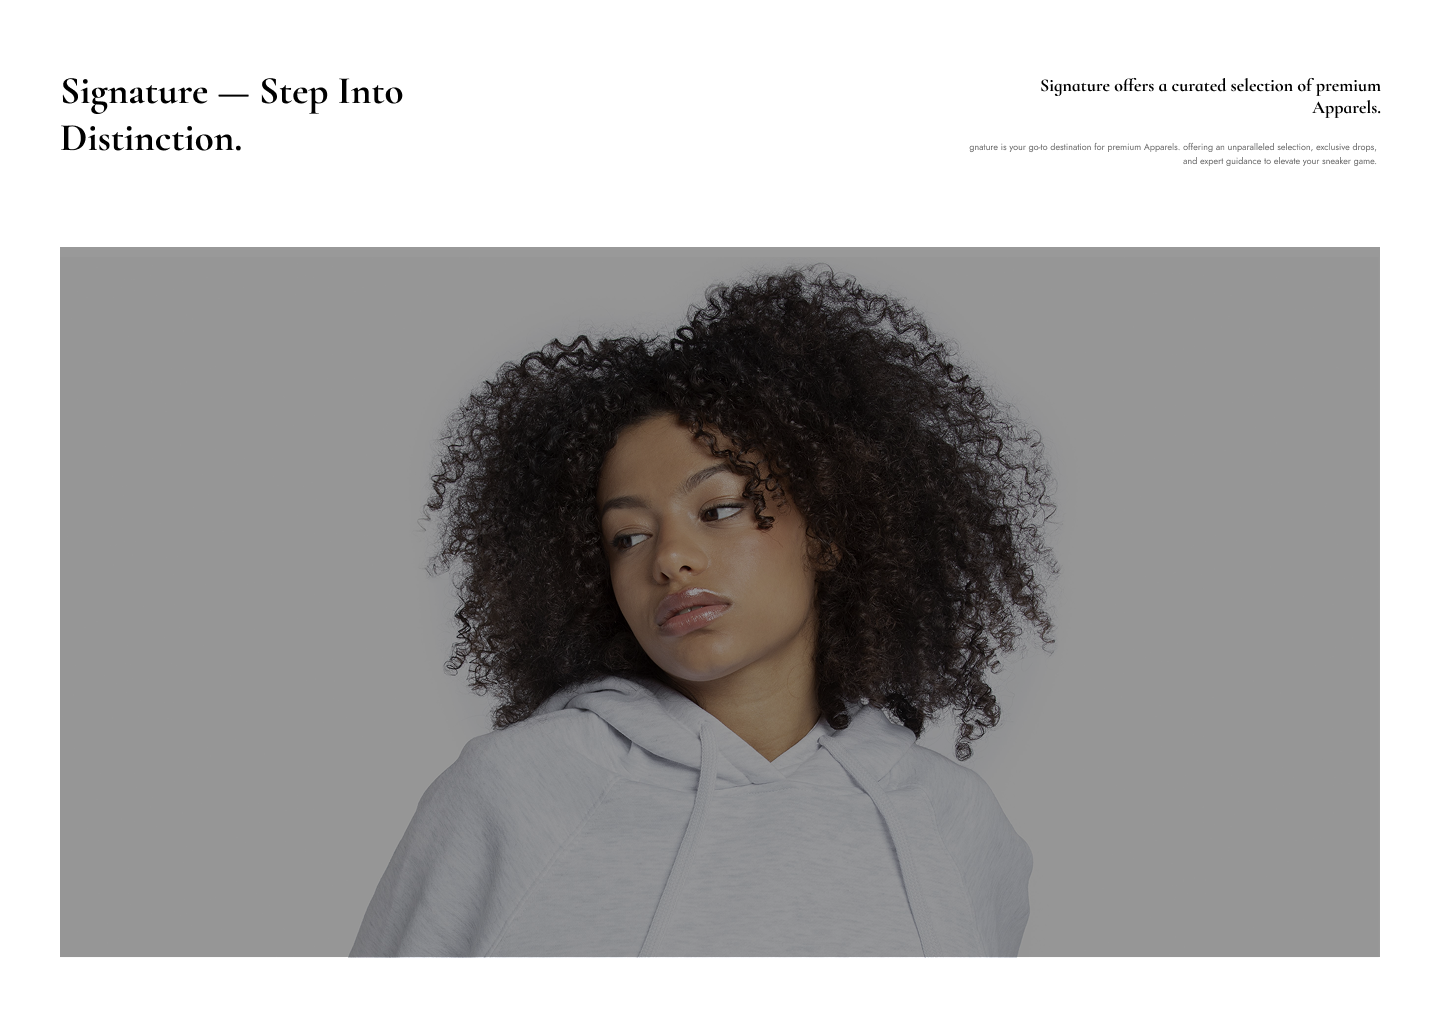 Signature — Step Into
Distinction.
Signature offers a curated selection of premium
Apparels.
gnature is your go-to destination for premium Apparels. offering an unparalleled selection, exclusive drops,
and expert guidance to elevate your sneaker game.